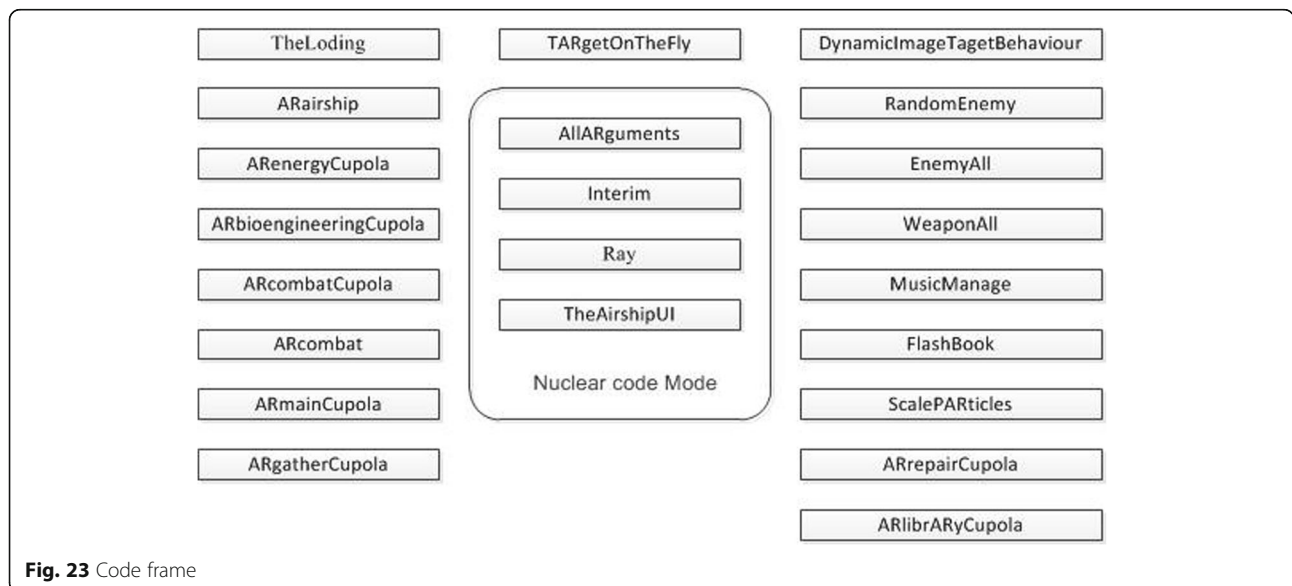 TheLoding
TARgetOnTheFly
DynamicImageTagetBehaviour
ARairship
RandomEnemy
AllARguments
ARenergyCupola
EnemyAll
Interim
ARbioengineeringCupola
WeaponAll
Ray
ARcombatCupola
MusicManage
TheAirshipUI
ARcombat
FlashBook
Nuclear code Mode
ARmainCupola
ScalePARticles
ARgatherCupola
ARrepairCupola
ARlibrARyCupola
Fig. 23 Code frame